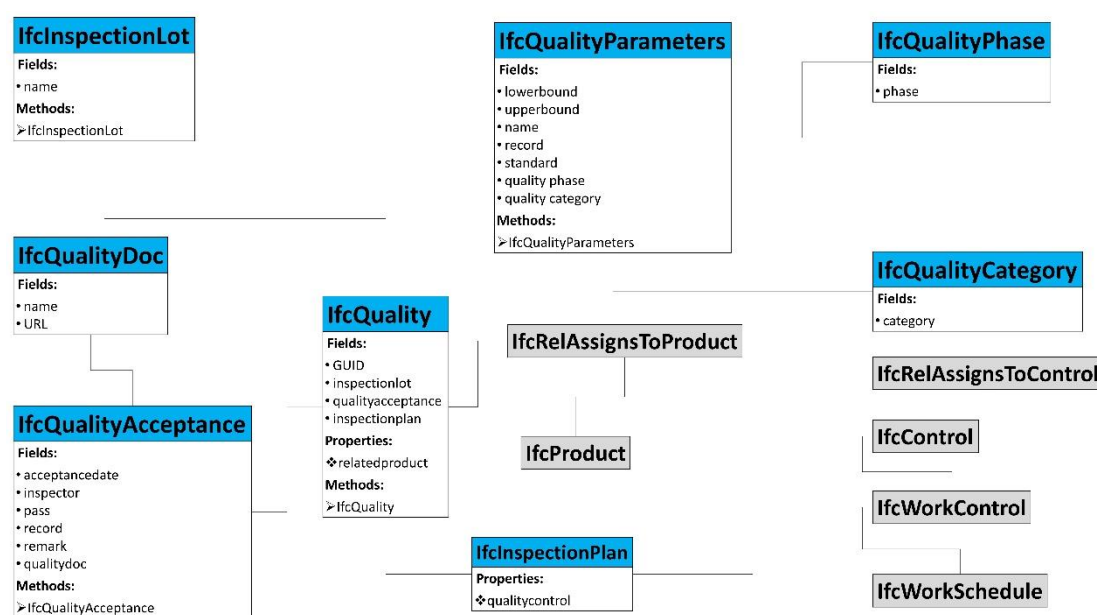 IfcInspectionLot
Fields:
• name
Methods:
➢IfcInspectionLot
IfcQualityParameters
Fields:
• lowerbound
• upperbound
• name
• record
• standard
• quality phase
• quality category
Methods:
➢IfcQualityParameters
IfcQualityPhase
Fields:
• phase
IfcQualityDoc
Fields:
• name
• URL
IfcQuality
Fields:
• GUID
• inspectionlot
• qualityacceptance
• inspectionplan
Properties:
❖relatedproduct
Methods:
➢IfcQuality
IfcRelAssignsToProduct
IfcProduct
IfcQualityCategory
Fields:
• category
IfcRelAssignsToControl
IfcControl
IfcWorkControl
IfcWorkSchedule
IfcQualityAcceptance
Fields:
• acceptancedate
• inspector
• pass
• record
• remark
• qualitydoc
Methods:
➢IfcQualityAcceptance
IfcInspectionPlan
Properties:
❖qualitycontrol